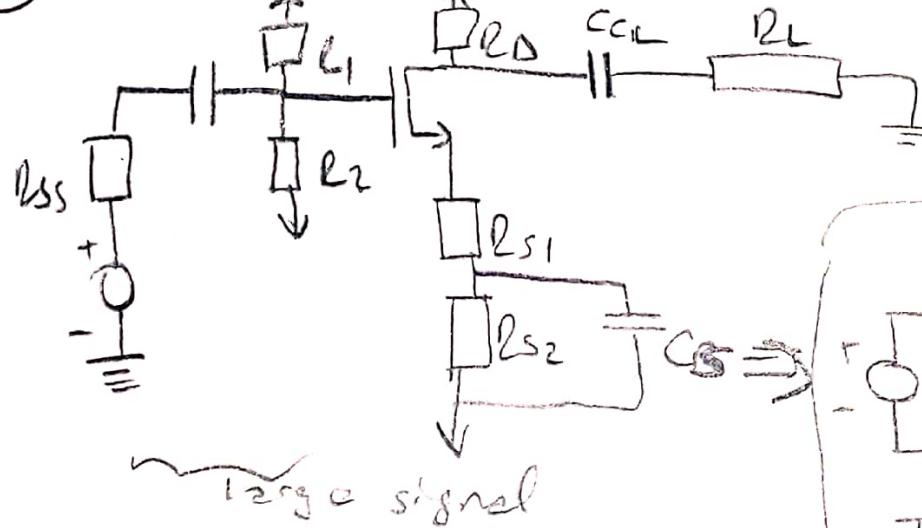 CCL
RL
R1
RD
RSS
+
R2
RS1
-
RS2
CS
+
-
large signal